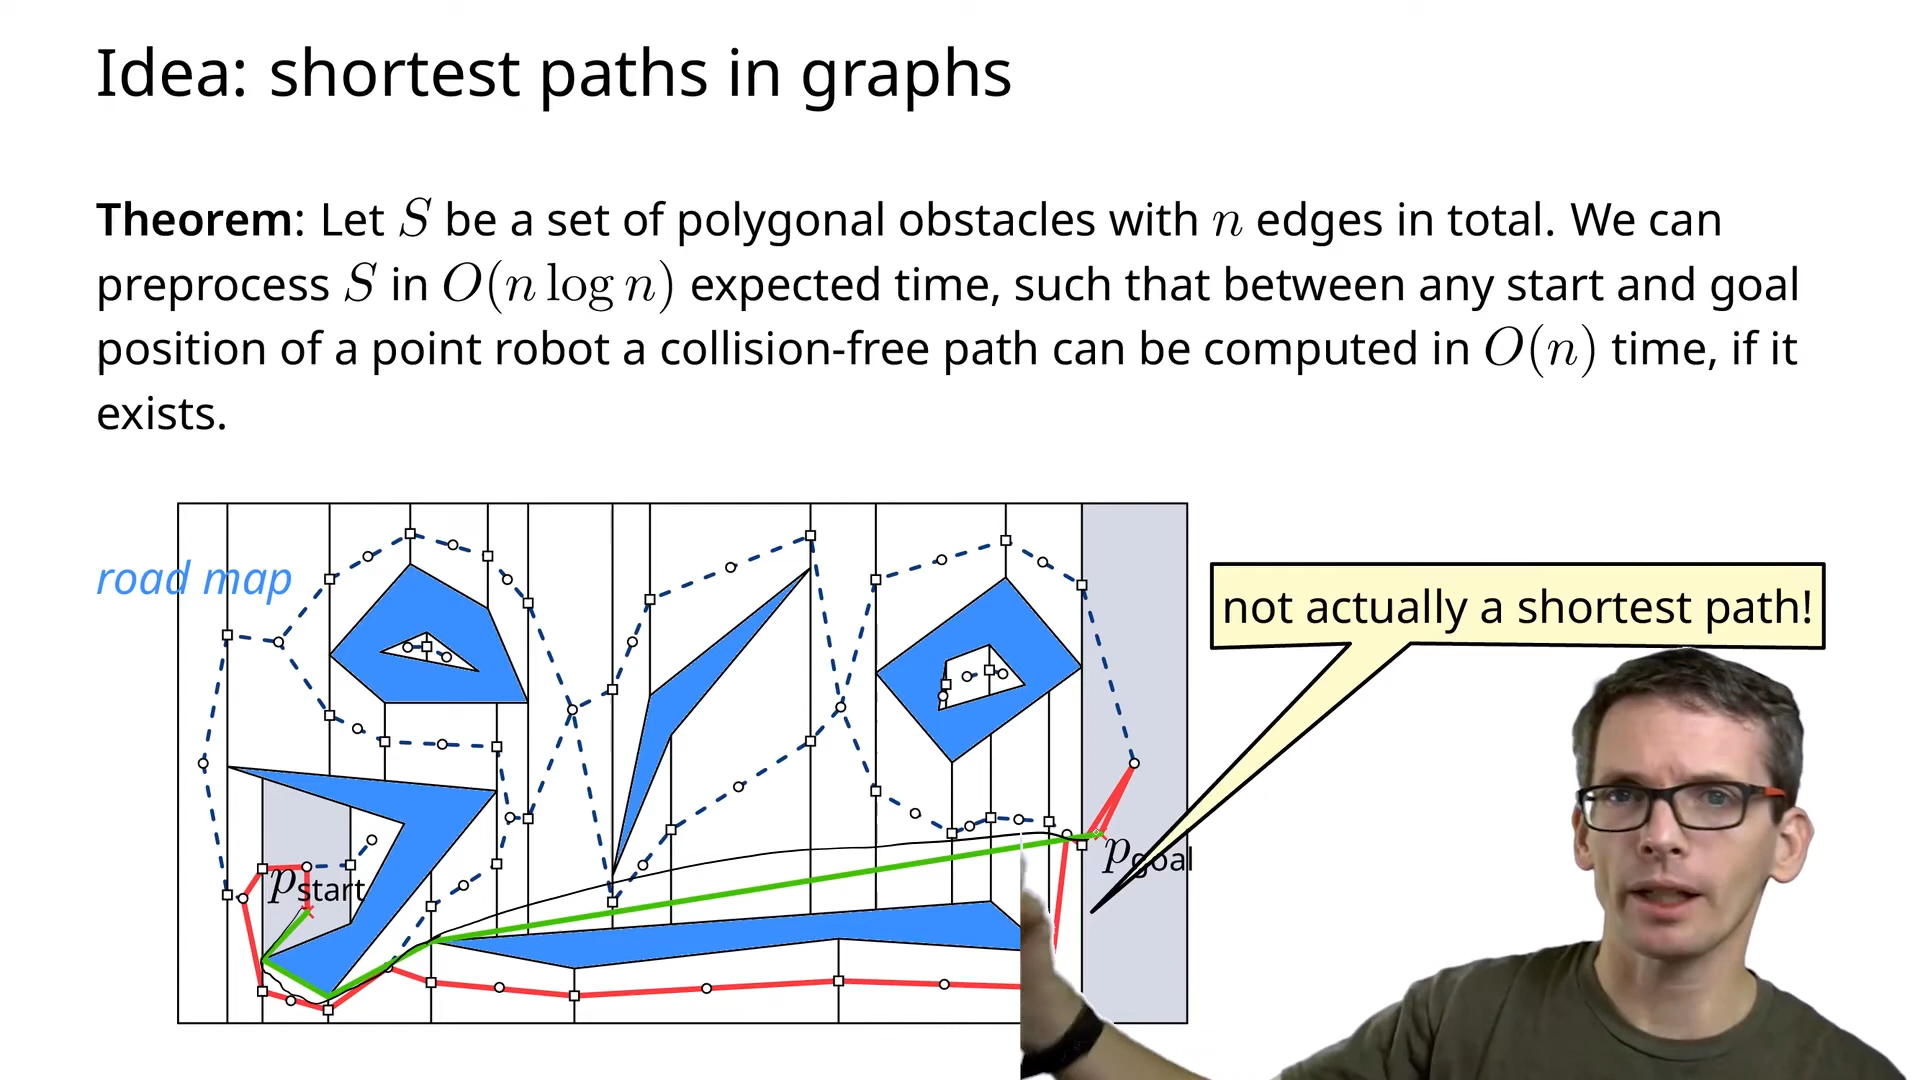 Idea: shortest paths in graphs
Theorem: Let S be a set of polygonal obstacles with n edges in total. We can
preprocess S in O(n log n) expected time, such that between any start and goal
position of a point robot a collision-free path can be computed in O(n) time, if it
exists.
road map
not actually a shortest path!
p_goal
p_start